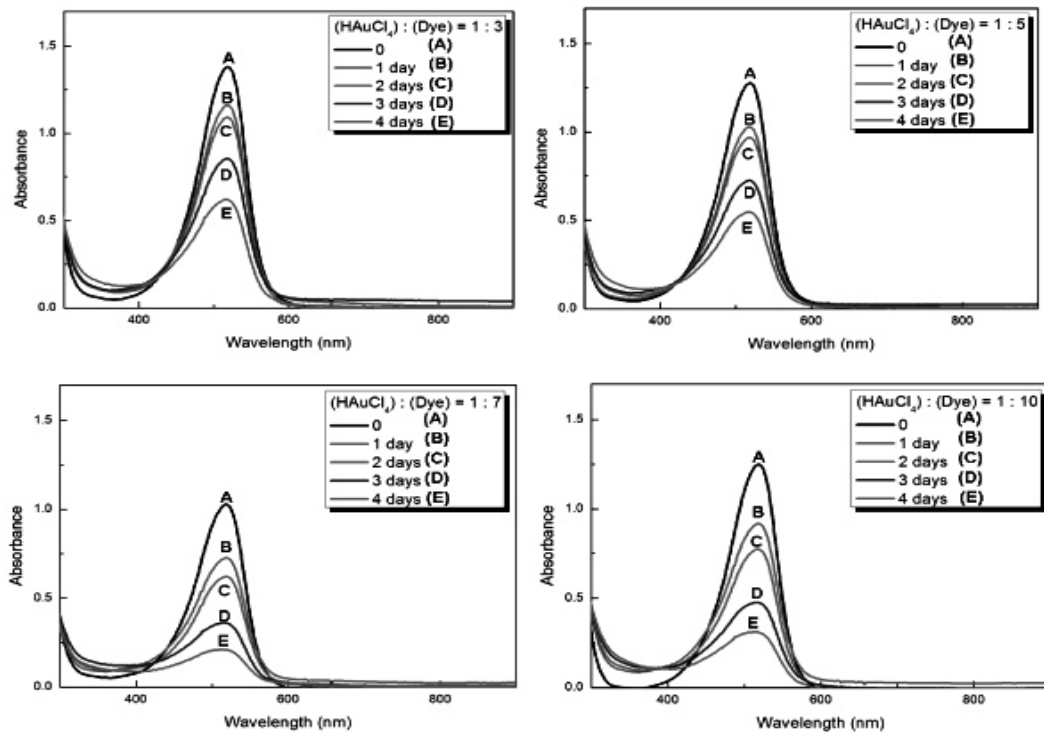 (HAuCl4) : (Dye) = 1 : 3
0 (A)
1 day (B)
2 days (C)
3 days (D)
4 days (E)
A
B
C
D
E
1.5
1.0
0.5
0.0
Absorbance
400 600 800
Wavelength (nm)
(HAuCl4) : (Dye) = 1 : 5
0 (A)
1 day (B)
2 days (C)
3 days (D)
4 days (E)
A
B
C
D
E
1.5
1.0
0.5
0.0
Absorbance
400 600 800
Wavelength (nm)
(HAuCl4) : (Dye) = 1 : 7
0 (A)
1 day (B)
2 days (C)
3 days (D)
4 days (E)
A
B
C
D
E
1.5
1.0
0.5
0.0
Absorbance
400 600 800
Wavelength (nm)
(HAuCl4) : (Dye) = 1 : 10
0 (A)
1 day (B)
2 days (C)
3 days (D)
4 days (E)
A
B
C
D
E
1.5
1.0
0.5
0.0
Absorbance
400 600 800
Wavelength (nm)